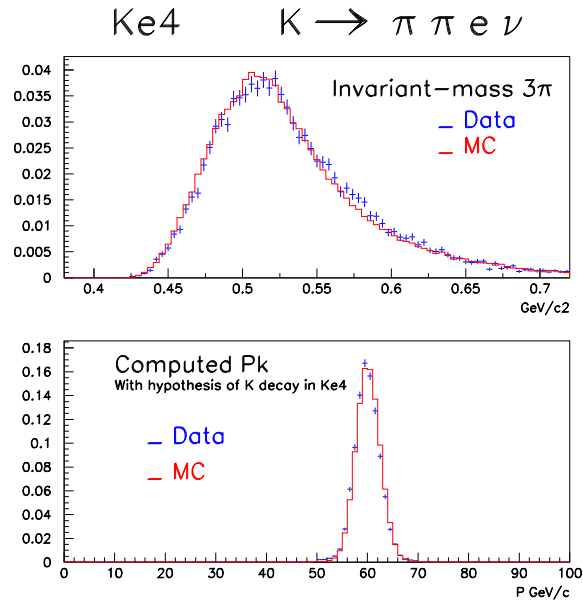 Ke4 K → π π e ν
0.04
0.035
0.03
0.025
0.02
0.015
0.01
0.005
0
Invariant-mass 3π
Data
MC
0.4 0.45 0.5 0.55 0.6 0.65 0.7
GeV/c2
0.18
0.16
0.14
0.12
0.1
0.08
0.06
0.04
0.02
0
Computed Pk
With hypothesis of K decay in Ke4
Data
MC
0 10 20 30 40 50 60 70 80 90 100
P GeV/c